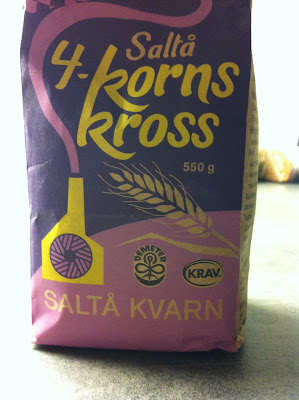 Saltå
4-korns
kross
550 g
DEMETER
KRAV
SALTÅ KVARN